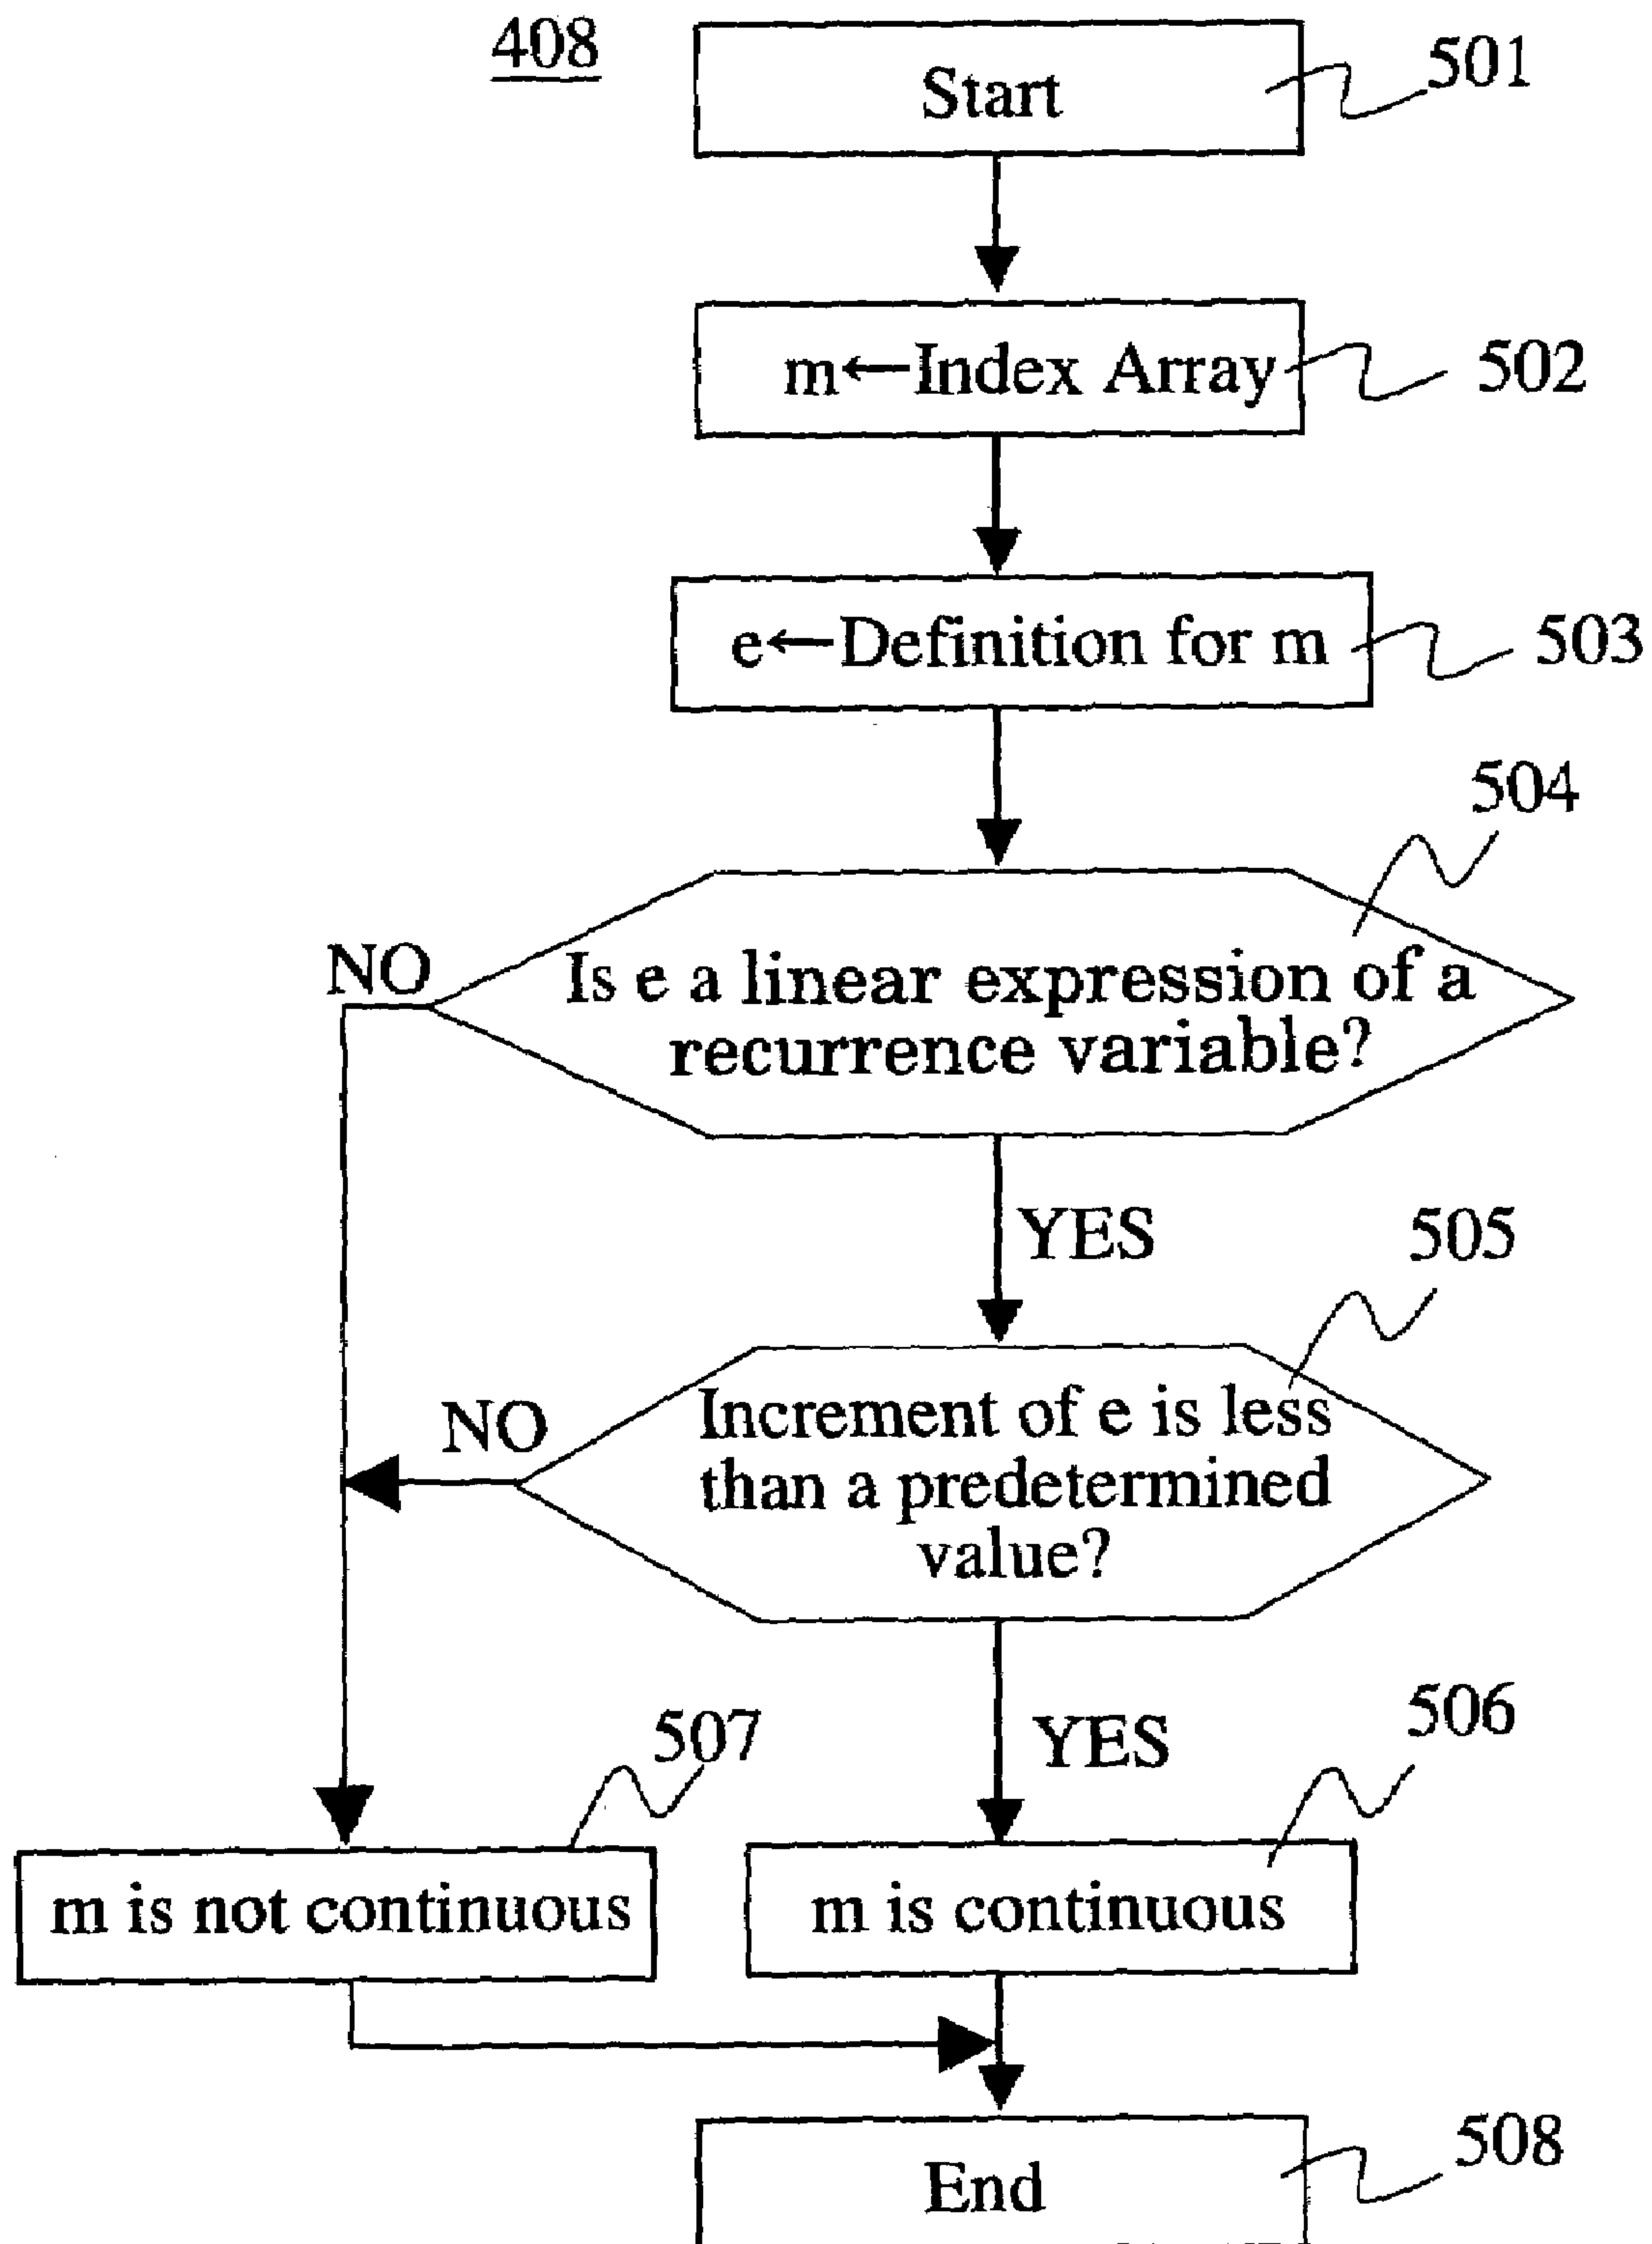 408
Start
501
m←Index Array
502
e←Definition for m
503
504
NO
Is e a linear expression of a
recurrence variable?
YES
505
NO
Increment of e is less
than a predetermined
value?
YES
506
507
m is not continuous
m is continuous
End
508